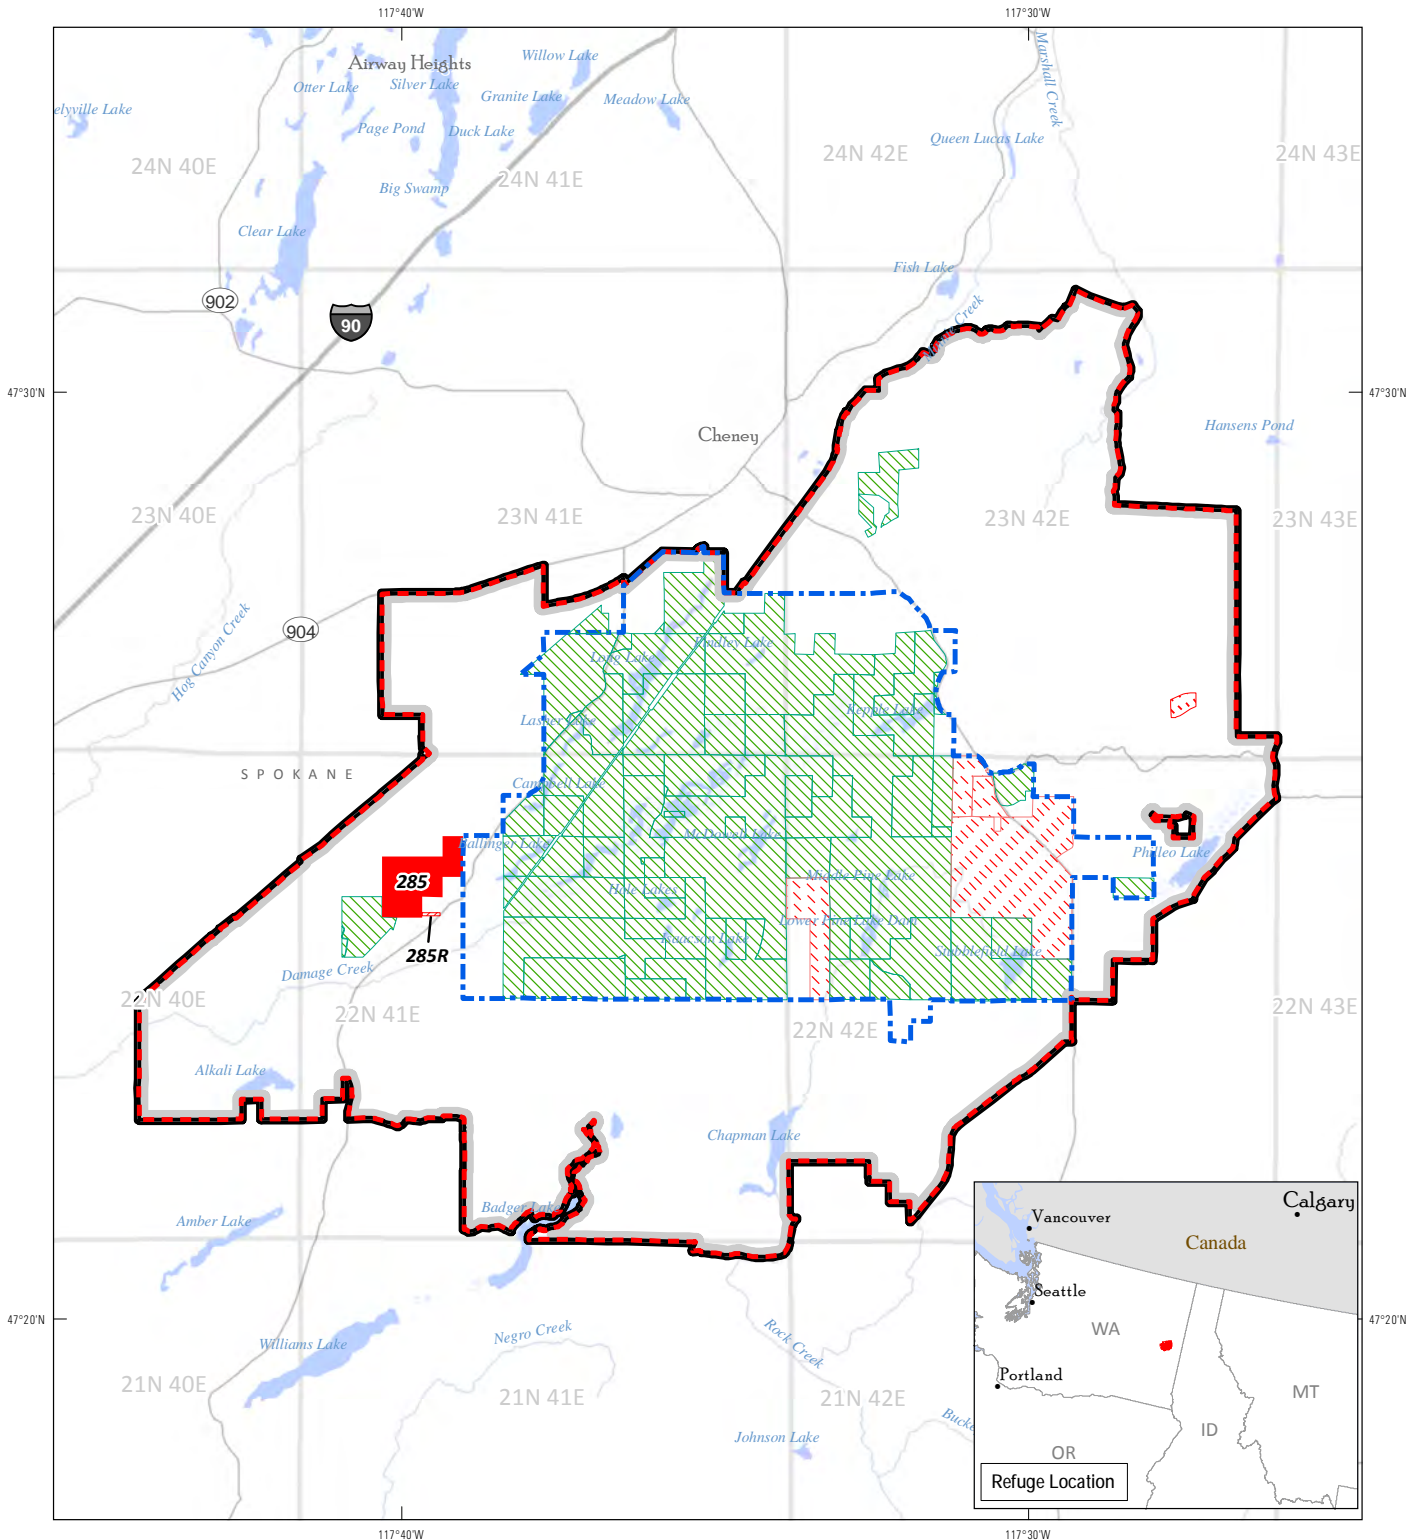 117°40'W
117°30'W
Airway Heights
Willow Lake
Otter Lake
Silver Lake
Granite Lake
Meadow Lake
elyville Lake
Page Pond
Duck Lake
Marshall Creek
Queen Lucas Lake
24N 40E
24N 41E
24N 42E
24N 43E
Big Swamp
Clear Lake
Fish Lake
902
90
47°30'N
47°30'N
Cheney
Hansens Pond
23N 40E
23N 41E
23N 42E
23N 43E
904
Hog Canyon Creek
Long Lake
Lasher Lake
Kepple Lake
SPOKANE
Campbell Lake
McDowell Lake
Ballinger Lake
Philleo Lake
285
Hole Lakes
Middle Pine Lake
Lower Pine Lake Dam
285R
Isaacson Lake
Stubblefield Lake
Damage Creek
22N 40E
22N 41E
22N 42E
22N 43E
Alkali Lake
Chapman Lake
Badger Lake
Amber Lake
Calgary
Vancouver
Canada
Seattle
WA
47°20'N
47°20'N
Negro Creek
Rock Creek
Williams Lake
Portland
MT
21N 40E
21N 41E
21N 42E
Bucke
ID
Johnson Lake
OR
Refuge Location
117°40'W
117°30'W